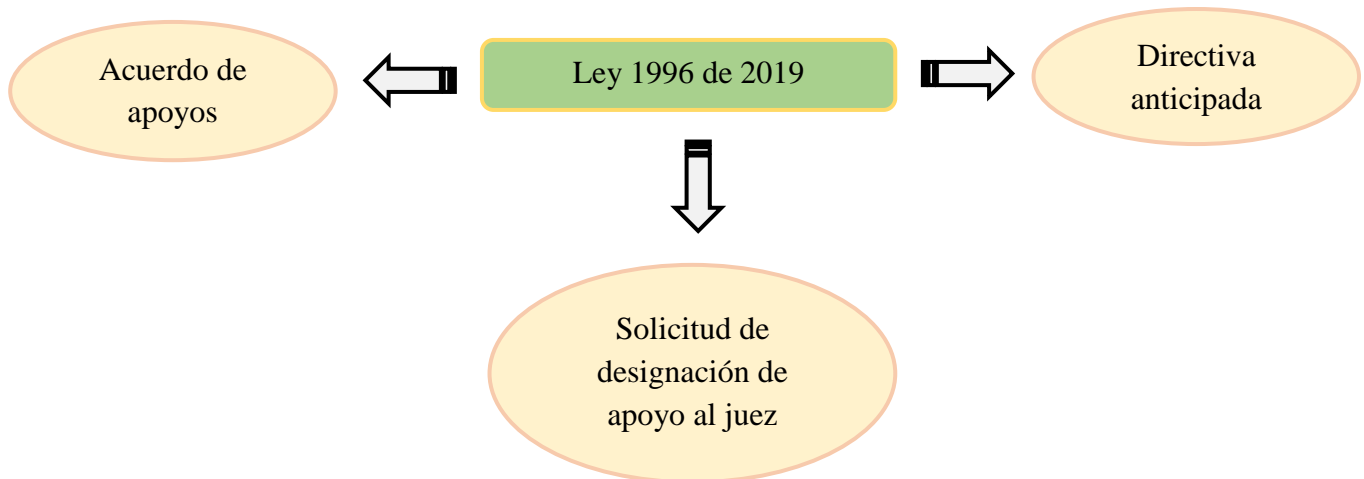 Acuerdo de
apoyos
Ley 1996 de 2019
Directiva
anticipada
Solicitud de
designación de
apoyo al juez